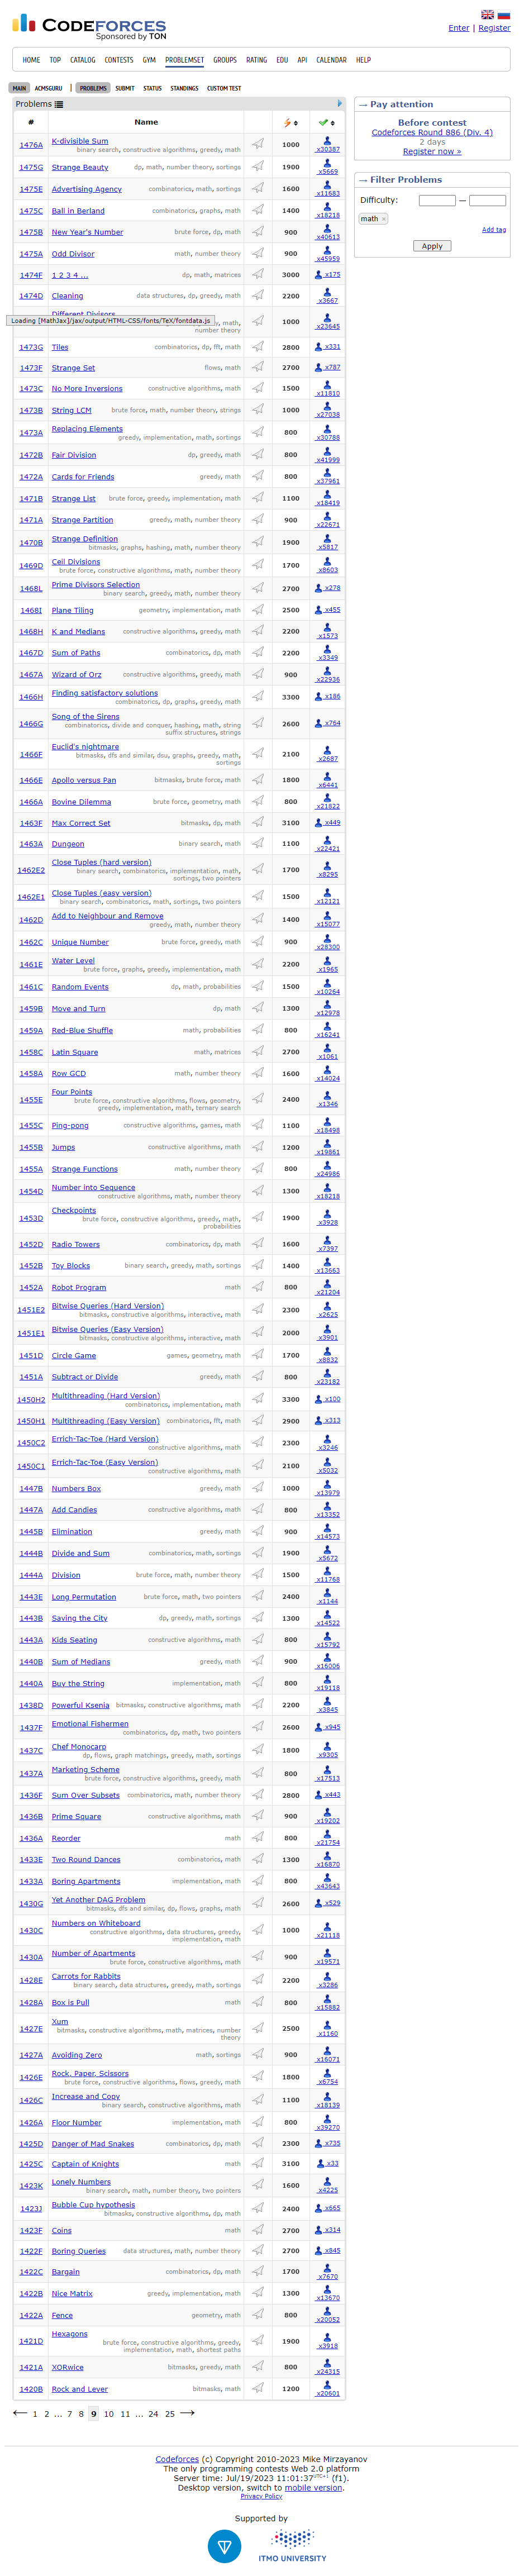 CODEFORCES
Sponsored by TON
Enter | Register
HOME TOP CATALOG CONTESTS GYM PROBLEMSET GROUPS RATING EDU API CALENDAR HELP
MAIN ACMSGURU | PROBLEMS SUBMIT STATUS STANDINGS CUSTOM TEST
Problems
# Name
1476A K-divisible Sum binary search, constructive algorithms, greedy, math 1000 x30387
1475G Strange Beauty dp, math, number theory, sortings 1900 x5669
1475E Advertising Agency combinatorics, math, sortings 1600 x11683
1475C Ball in Berland combinatorics, graphs, math 1400 x18218
1475B New Year's Number brute force, dp, math 900 x40613
1475A Odd Divisor math, number theory 900 x45959
1474F 1 2 3 4 ... dp, math, matrices 3000 x175
1474D Cleaning data structures, dp, greedy, math 2200 x3667
Different Divisors
Loading [MathJax]/jax/output/HTML-CSS/fonts/TeX/fontdata.js
math,
number theory 1000 x23645
1473G Tiles combinatorics, dp, fft, math 2800 x331
1473F Strange Set flows, math 2700 x787
1473C No More Inversions constructive algorithms, math 1500 x11810
1473B String LCM brute force, math, number theory, strings 1000 x27038
1473A Replacing Elements greedy, implementation, math, sortings 800 x30788
1472B Fair Division dp, greedy, math 800 x41999
1472A Cards for Friends greedy, math 800 x37961
1471B Strange List brute force, greedy, implementation, math 1100 x18419
1471A Strange Partition greedy, math, number theory 900 x22671
1470B Strange Definition bitmasks, graphs, hashing, math, number theory 1900 x5817
1469D Ceil Divisions brute force, constructive algorithms, math, number theory 1700 x8603
1468L Prime Divisors Selection binary search, greedy, math, number theory 2700 x278
1468I Plane Tiling geometry, implementation, math 2500 x455
1468H K and Medians constructive algorithms, greedy, math 2200 x1573
1467D Sum of Paths combinatorics, dp, math 2200 x3349
1467A Wizard of Orz constructive algorithms, greedy, math 900 x22936
1466H Finding satisfactory solutions combinatorics, dp, graphs, greedy, math 3300 x186
1466G Song of the Sirens combinatorics, divide and conquer, hashing, math, string
suffix structures, strings 2600 x764
1466F Euclid's nightmare bitmasks, dfs and similar, dsu, graphs, greedy, math,
sortings 2100 x2687
1466E Apollo versus Pan bitmasks, brute force, math 1800 x6441
1466A Bovine Dilemma brute force, geometry, math 800 x21822
1463F Max Correct Set bitmasks, dp, math 3100 x449
1463A Dungeon binary search, math 1100 x22421
1462E2 Close Tuples (hard version) binary search, combinatorics, implementation, math,
sortings, two pointers 1700 x8295
1462E1 Close Tuples (easy version) binary search, combinatorics, math, sortings, two pointers 1500 x12121
1462D Add to Neighbour and Remove greedy, math, number theory 1400 x15077
1462C Unique Number brute force, greedy, math 900 x28300
1461E Water Level brute force, graphs, greedy, implementation, math 2200 x1965
1461C Random Events dp, math, probabilities 1500 x10264
1459B Move and Turn dp, math 1300 x12978
1459A Red-Blue Shuffle math, probabilities 800 x16241
1458C Latin Square math, matrices 2700 x1061
1458A Row GCD math, number theory 1600 x14024
1455E Four Points brute force, constructive algorithms, flows, geometry,
greedy, implementation, math, ternary search 2400 x1346
1455C Ping-pong constructive algorithms, games, math 1100 x18498
1455B Jumps constructive algorithms, math 1200 x19861
1455A Strange Functions math, number theory 800 x24986
1454D Number into Sequence constructive algorithms, math, number theory 1300 x18218
1453D Checkpoints brute force, constructive algorithms, greedy, math,
probabilities 1900 x3928
1452D Radio Towers combinatorics, dp, math 1600 x7397
1452B Toy Blocks binary search, greedy, math, sortings 1400 x13663
1452A Robot Program math 800 x21204
1451E2 Bitwise Queries (Hard Version) bitmasks, constructive algorithms, interactive, math 2300 x2625
1451E1 Bitwise Queries (Easy Version) bitmasks, constructive algorithms, interactive, math 2000 x3901
1451D Circle Game games, geometry, math 1700 x8832
1451A Subtract or Divide greedy, math 800 x23182
1450H2 Multithreading (Hard Version) combinatorics, implementation, math 3300 x100
1450H1 Multithreading (Easy Version) combinatorics, fft, math 2900 x313
1450C2 Errich-Tac-Toe (Hard Version) constructive algorithms, math 2300 x3246
1450C1 Errich-Tac-Toe (Easy Version) constructive algorithms, math 2100 x5032
1447B Numbers Box greedy, math 1000 x13979
1447A Add Candies constructive algorithms, math 800 x13352
1445B Elimination greedy, math 900 x14573
1444B Divide and Sum combinatorics, math, sortings 1900 x5672
1444A Division brute force, math, number theory 1500 x11768
1443E Long Permutation brute force, math, two pointers 2400 x1144
1443B Saving the City dp, greedy, math, sortings 1300 x14522
1443A Kids Seating constructive algorithms, math 800 x15792
1440B Sum of Medians greedy, math 900 x16006
1440A Buy the String implementation, math 800 x19118
1438D Powerful Ksenia bitmasks, constructive algorithms, math 2200 x3845
1437F Emotional Fishermen combinatorics, dp, math, two pointers 2600 x945
1437C Chef Monocarp dp, flows, graph matchings, greedy, math, sortings 1800 x9305
1437A Marketing Scheme brute force, constructive algorithms, greedy, math 800 x17513
1436F Sum Over Subsets combinatorics, math, number theory 2800 x443
1436B Prime Square constructive algorithms, math 900 x19202
1436A Reorder math 800 x21754
1433E Two Round Dances combinatorics, math 1300 x16870
1433A Boring Apartments implementation, math 800 x43643
1430G Yet Another DAG Problem bitmasks, dfs and similar, dp, flows, graphs, math 2600 x529
1430C Numbers on Whiteboard constructive algorithms, data structures, greedy,
implementation, math 1000 x21118
1430A Number of Apartments brute force, constructive algorithms, math 900 x19571
1428E Carrots for Rabbits binary search, data structures, greedy, math, sortings 2200 x3286
1428A Box is Pull math 800 x15882
1427E Xum bitmasks, constructive algorithms, math, matrices, number
theory 2500 x1160
1427A Avoiding Zero math, sortings 900 x16071
1426E Rock, Paper, Scissors brute force, constructive algorithms, flows, greedy, math 1800 x6754
1426C Increase and Copy binary search, constructive algorithms, math 1100 x18139
1426A Floor Number implementation, math 800 x39270
1425D Danger of Mad Snakes combinatorics, dp, math 2300 x735
1425C Captain of Knights math 3100 x33
1423K Lonely Numbers binary search, math, number theory, two pointers 1600 x4225
1423J Bubble Cup hypothesis bitmasks, constructive algorithms, dp, math 2400 x665
1423F Coins math 2700 x314
1422F Boring Queries data structures, math, number theory 2700 x845
1422C Bargain combinatorics, dp, math 1700 x7670
1422B Nice Matrix greedy, implementation, math 1300 x13670
1422A Fence geometry, math 800 x20052
1421D Hexagons brute force, constructive algorithms, greedy,
implementation, math, shortest paths 1900 x3918
1421A XORwice bitmasks, greedy, math 800 x24315
1420B Rock and Lever bitmasks, math 1200 x20601
← 1 2 ... 7 8 9 10 11 ... 24 25 →
→ Pay attention
Before contest
Codeforces Round 886 (Div. 4)
2 days
Register now »
→ Filter Problems
Difficulty: —
math ×
Add tag
Apply
Codeforces (c) Copyright 2010-2023 Mike Mirzayanov
The only programming contests Web 2.0 platform
Server time: Jul/19/2023 11:01:37 (f1).
Desktop version, switch to mobile version.
Privacy Policy
Supported by
ITMO UNIVERSITY